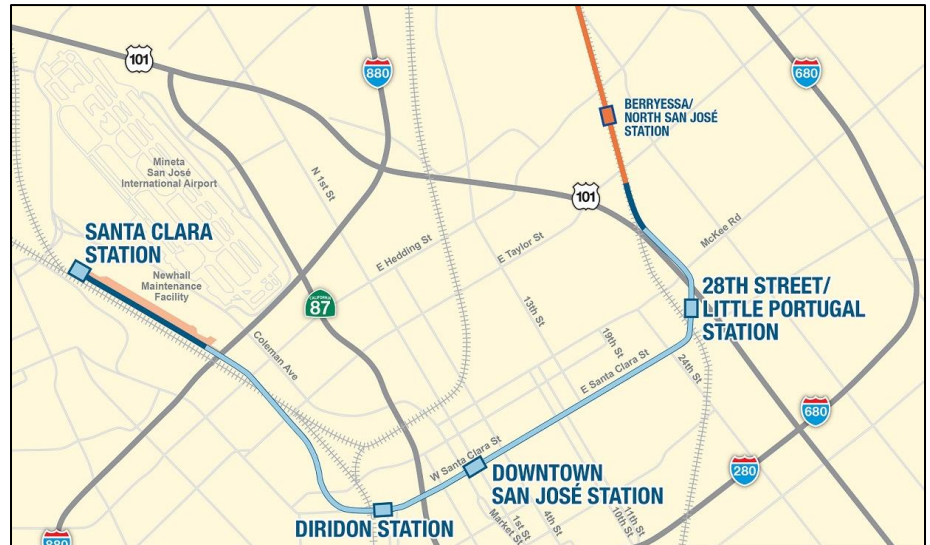 101
880
680
BERRYESSA/
NORTH SAN JOSÉ
STATION
Mineta
San José
International Airport
N 1st St
101
McKee Rd
SANTA CLARA
STATION
E Hedding St
E Taylor St
Newhall
Maintenance
Facility
CALIFORNIA
87
28TH STREET/
LITTLE PORTUGAL
STATION
13th St
19th St
Coleman Ave
E Santa Clara St
24th St
680
W Santa Clara St
280
DOWNTOWN
SAN JOSÉ STATION
DIRIDON STATION
Market St
1st St
4th St
10th St
11th St
880